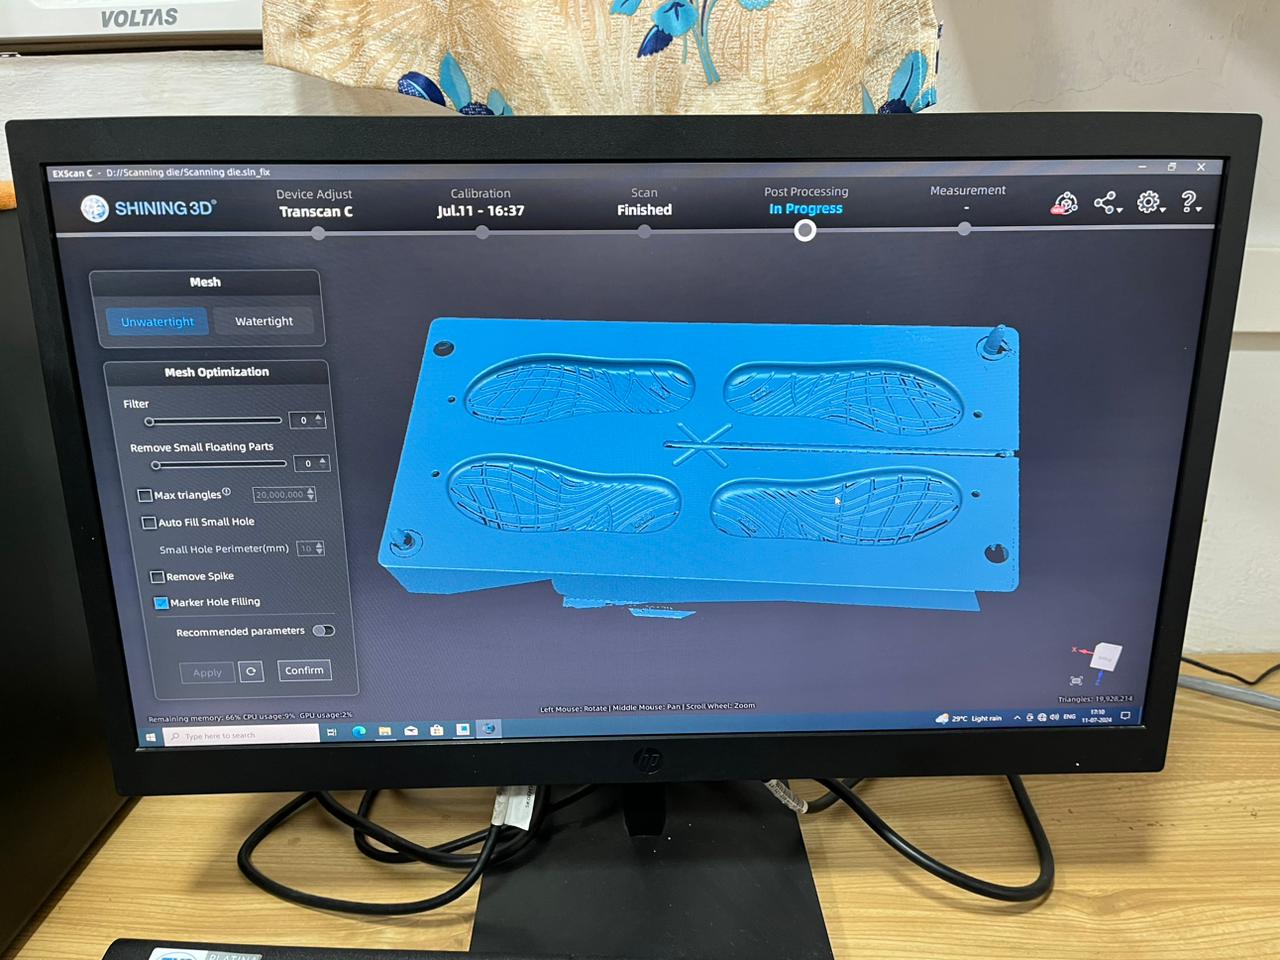 VOLTAS
EXScan C - D://Scanning die/Scanning die.sln_fix
SHINING 3D®
Device Adjust
Transcan C
Calibration
Jul.11 - 16:37
Scan
Finished
Post Processing
In Progress
Measurement
-
NEW
?
Mesh
Unwatertight
Watertight
Mesh Optimization
Filter
0
Remove Small Floating Parts
0
Max triangles
20,000,000
Auto Fill Small Hole
Small Hole Perimeter(mm)
10
Remove Spike
Marker Hole Filling
Recommended parameters
Apply
Confirm
X
Z
Triangles: 19,928,214
Remaining memory: 66% CPU usage:9% GPU usage:2%
Left Mouse: Rotate | Middle Mouse: Pan | Scroll Wheel: Zoom
Type here to search
29°C Light rain
ENG
17:10
11-07-2024
hp
PLATINA